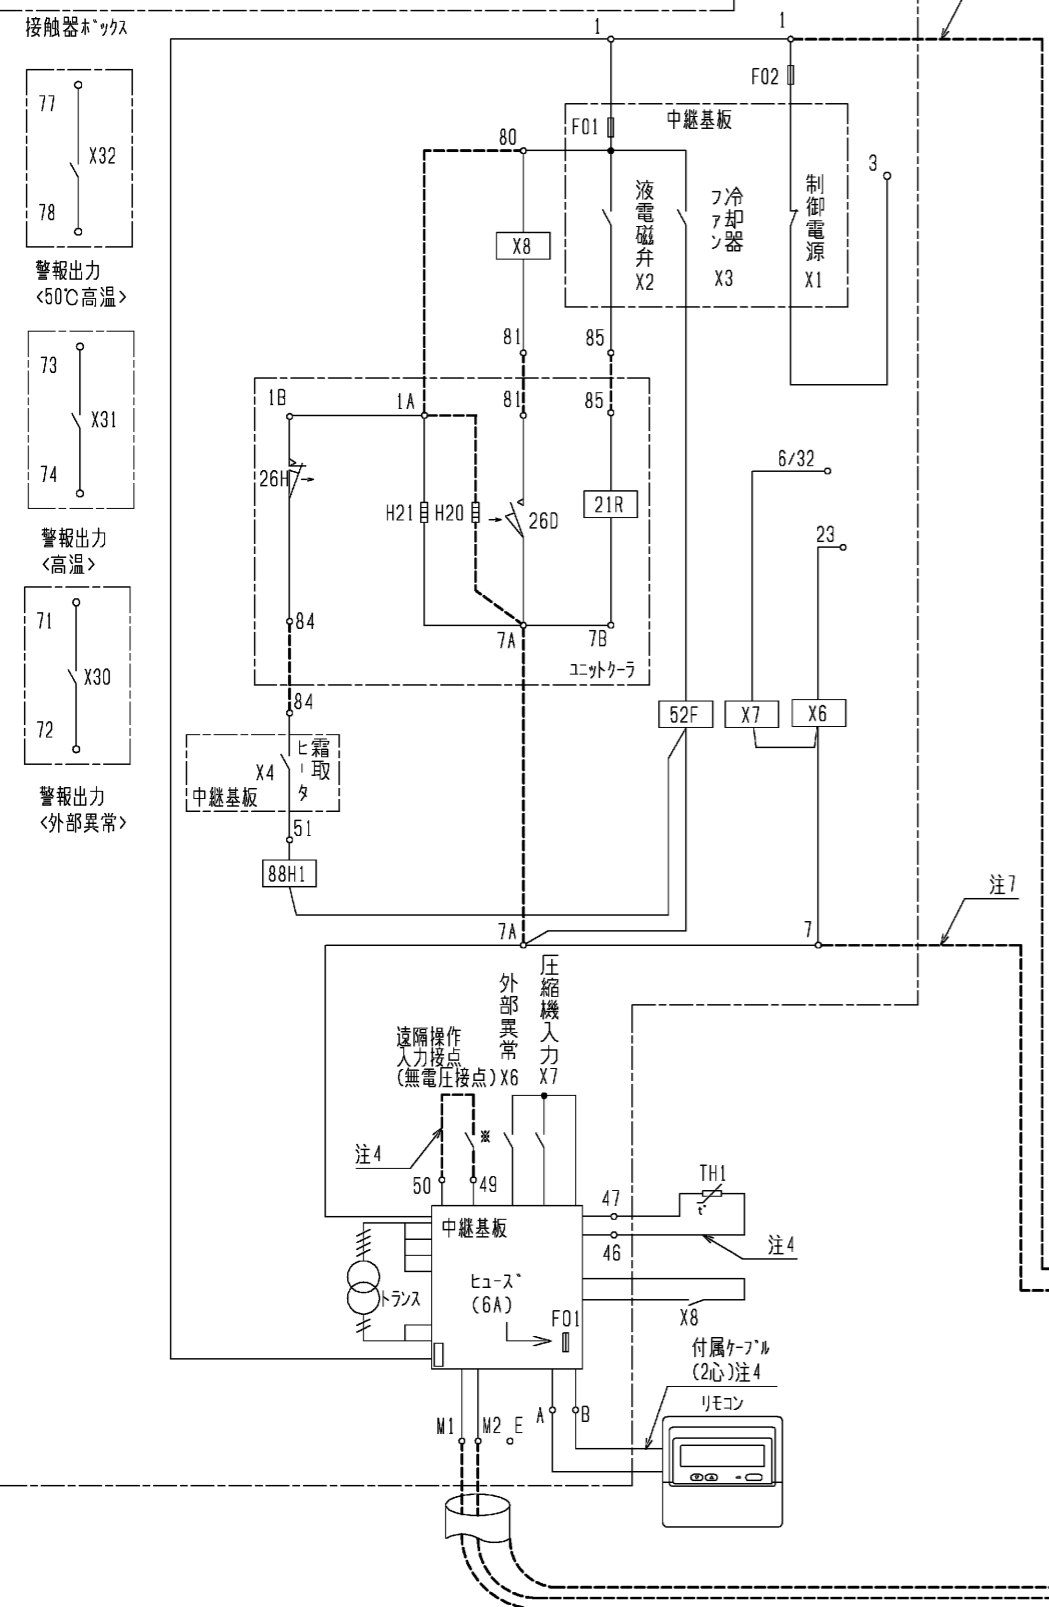 接触器ボックス
77
X32
78
警報出力
<50℃高温>
73
X31
74
警報出力
<高温>
71
X30
72
警報出力
<外部異常>
1
1
F02
F01
中継基板
80
3
液電磁弁
X2
冷却器
ファン
X3
制御電源
X1
X8
81
85
1B
1A
81
85
26H
H21
H20
26D
21R
6/32
23
84
7A
7B
ユニットクーラ
84
52F
X7
X6
X4
霜取
ヒータ
中継基板
51
88H1
7A
7
注7
外部異常
X6
圧縮機入力
X7
遠隔操作
入力接点
(無電圧接点)
※
注4
50
49
47
46
TH1
t°
注4
中継基板
ヒューズ
(6A)
F01
トランス
X8
付属ケーブル
(2心)注4
リモコン
A
B
M1
M2
E